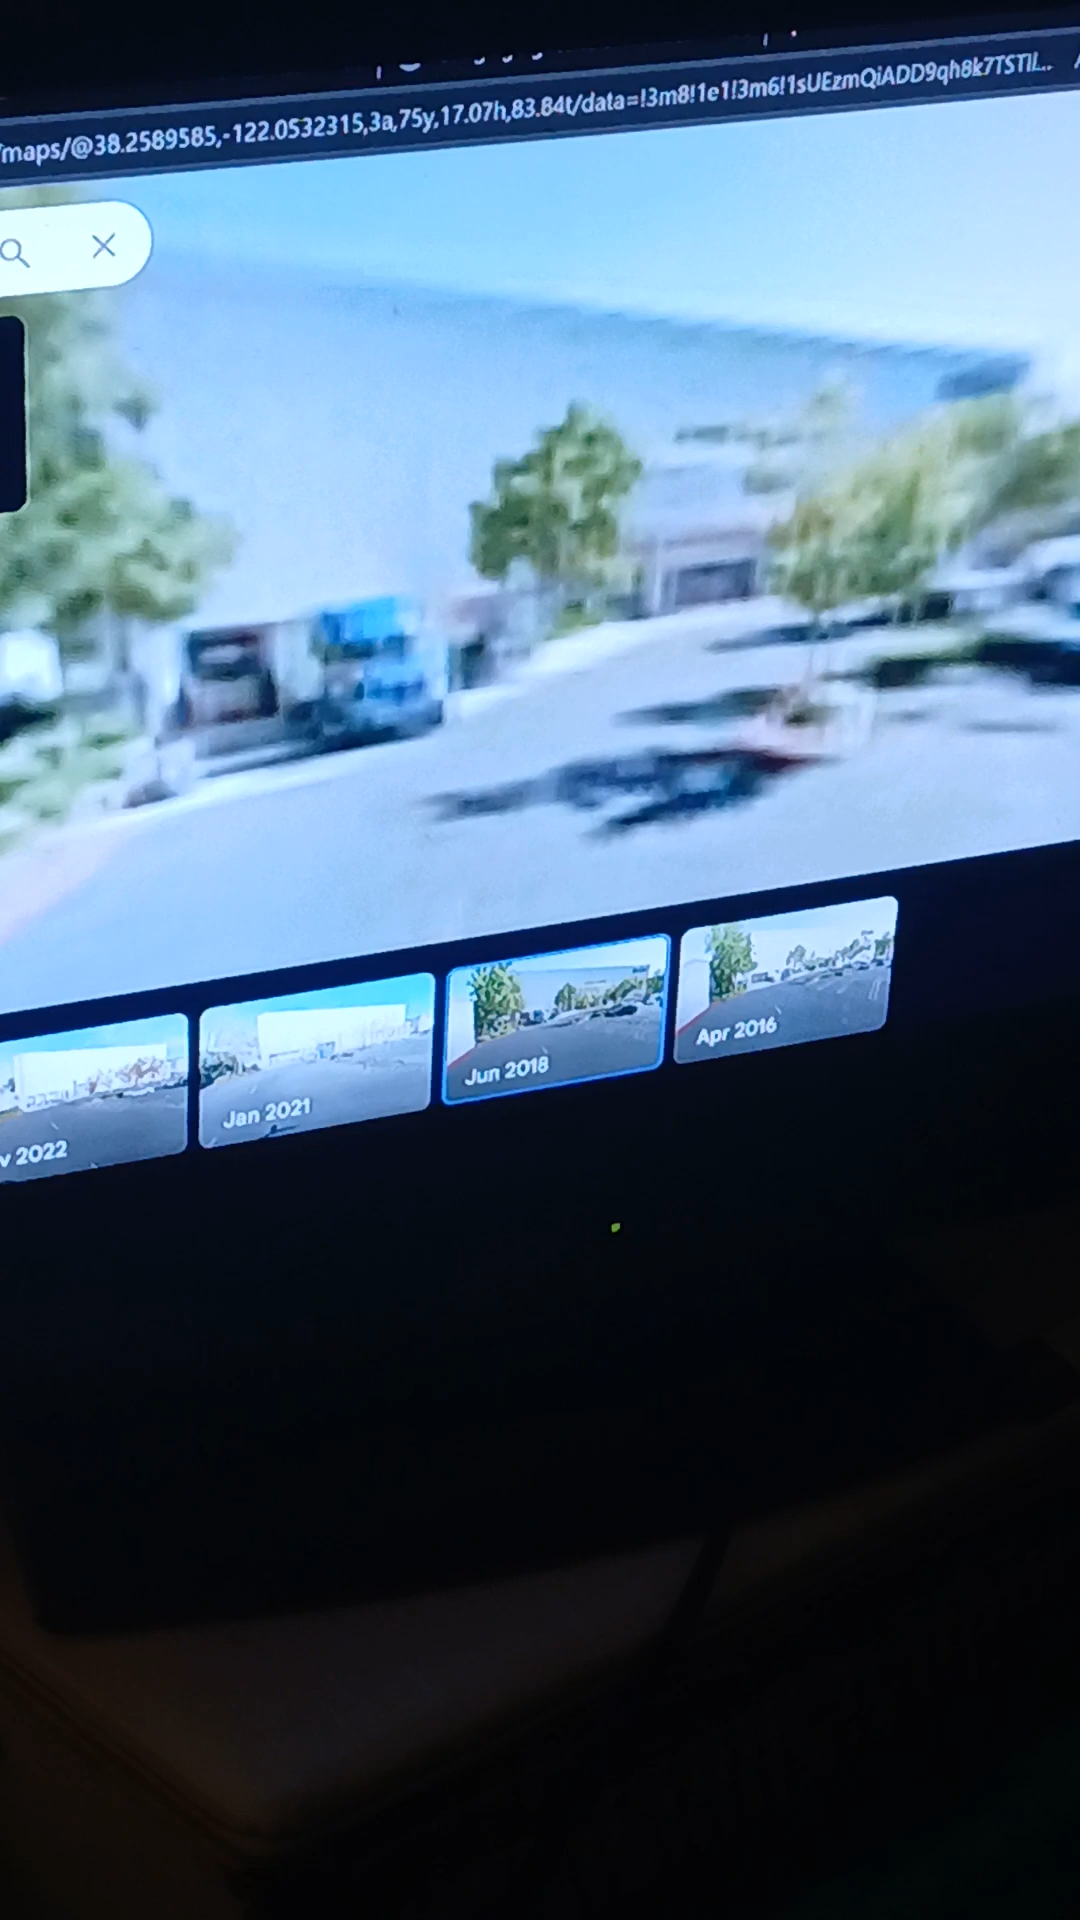 /maps/@38.2589585,-122.0532315,3a,75y,17.07h,83.84t/data=!3m8!1e1!3m6!1sUEzmQiADD9qh8k7TSTIl...
v 2022
Jan 2021
Jun 2018
Apr 2016